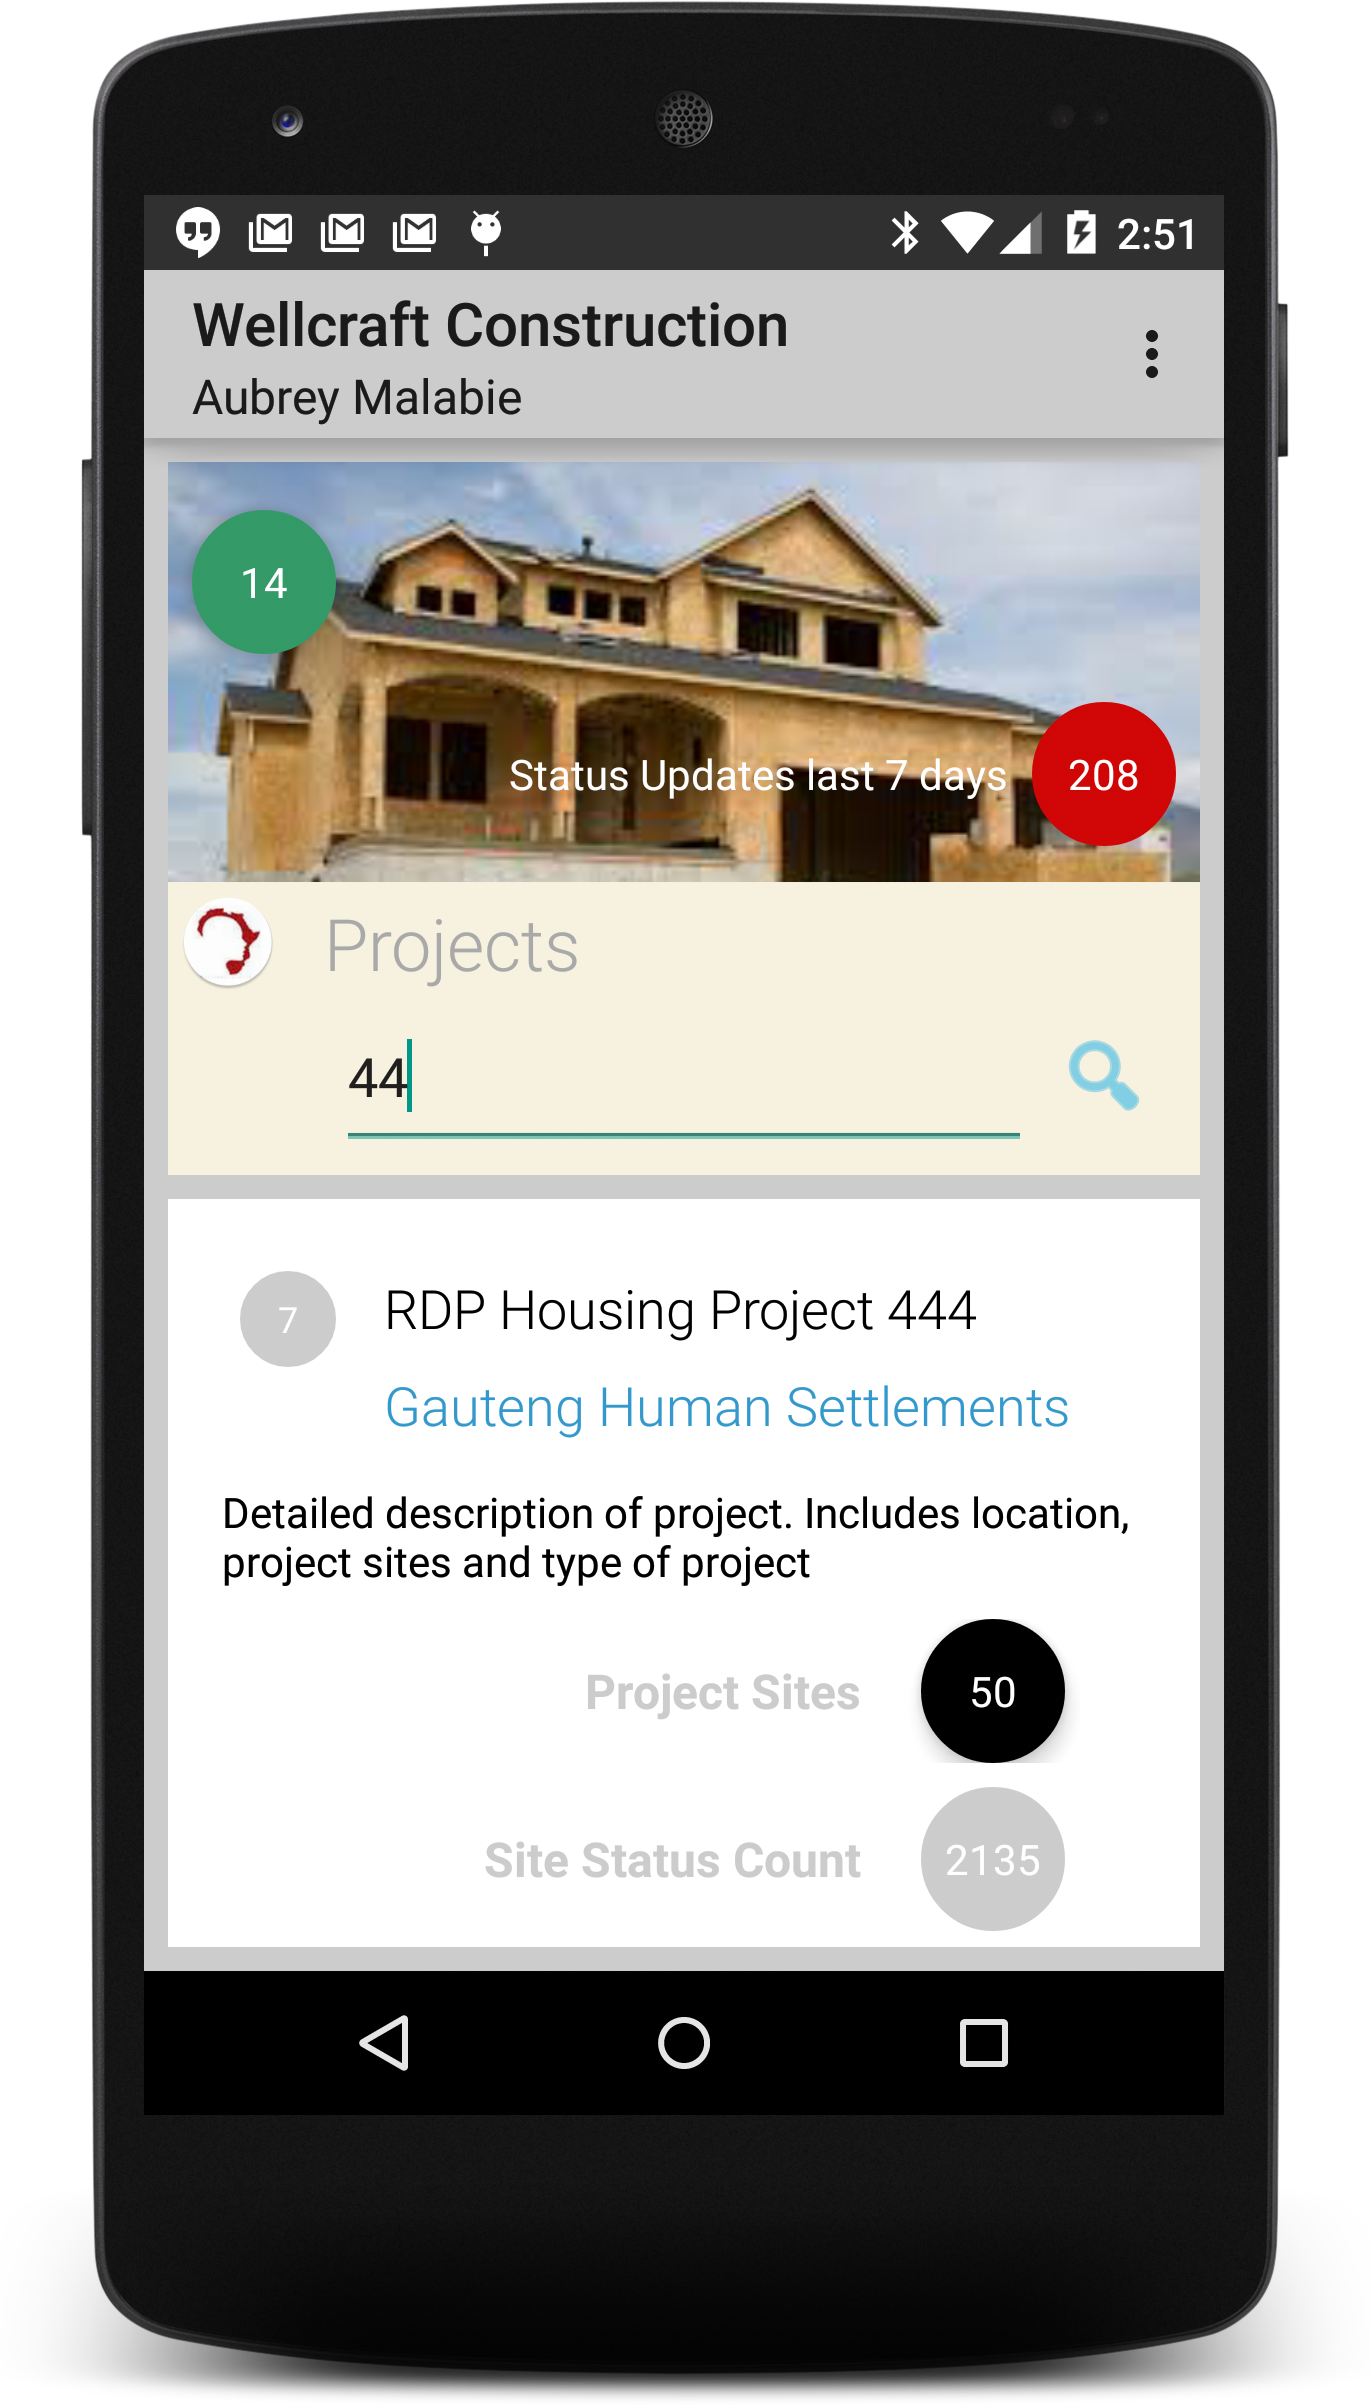 2:51
Wellcraft Construction
Aubrey Malabie
14
Status Updates last 7 days 208
Projects
44
7 RDP Housing Project 444
Gauteng Human Settlements
Detailed description of project. Includes location,
project sites and type of project
Project Sites 50
Site Status Count 2135